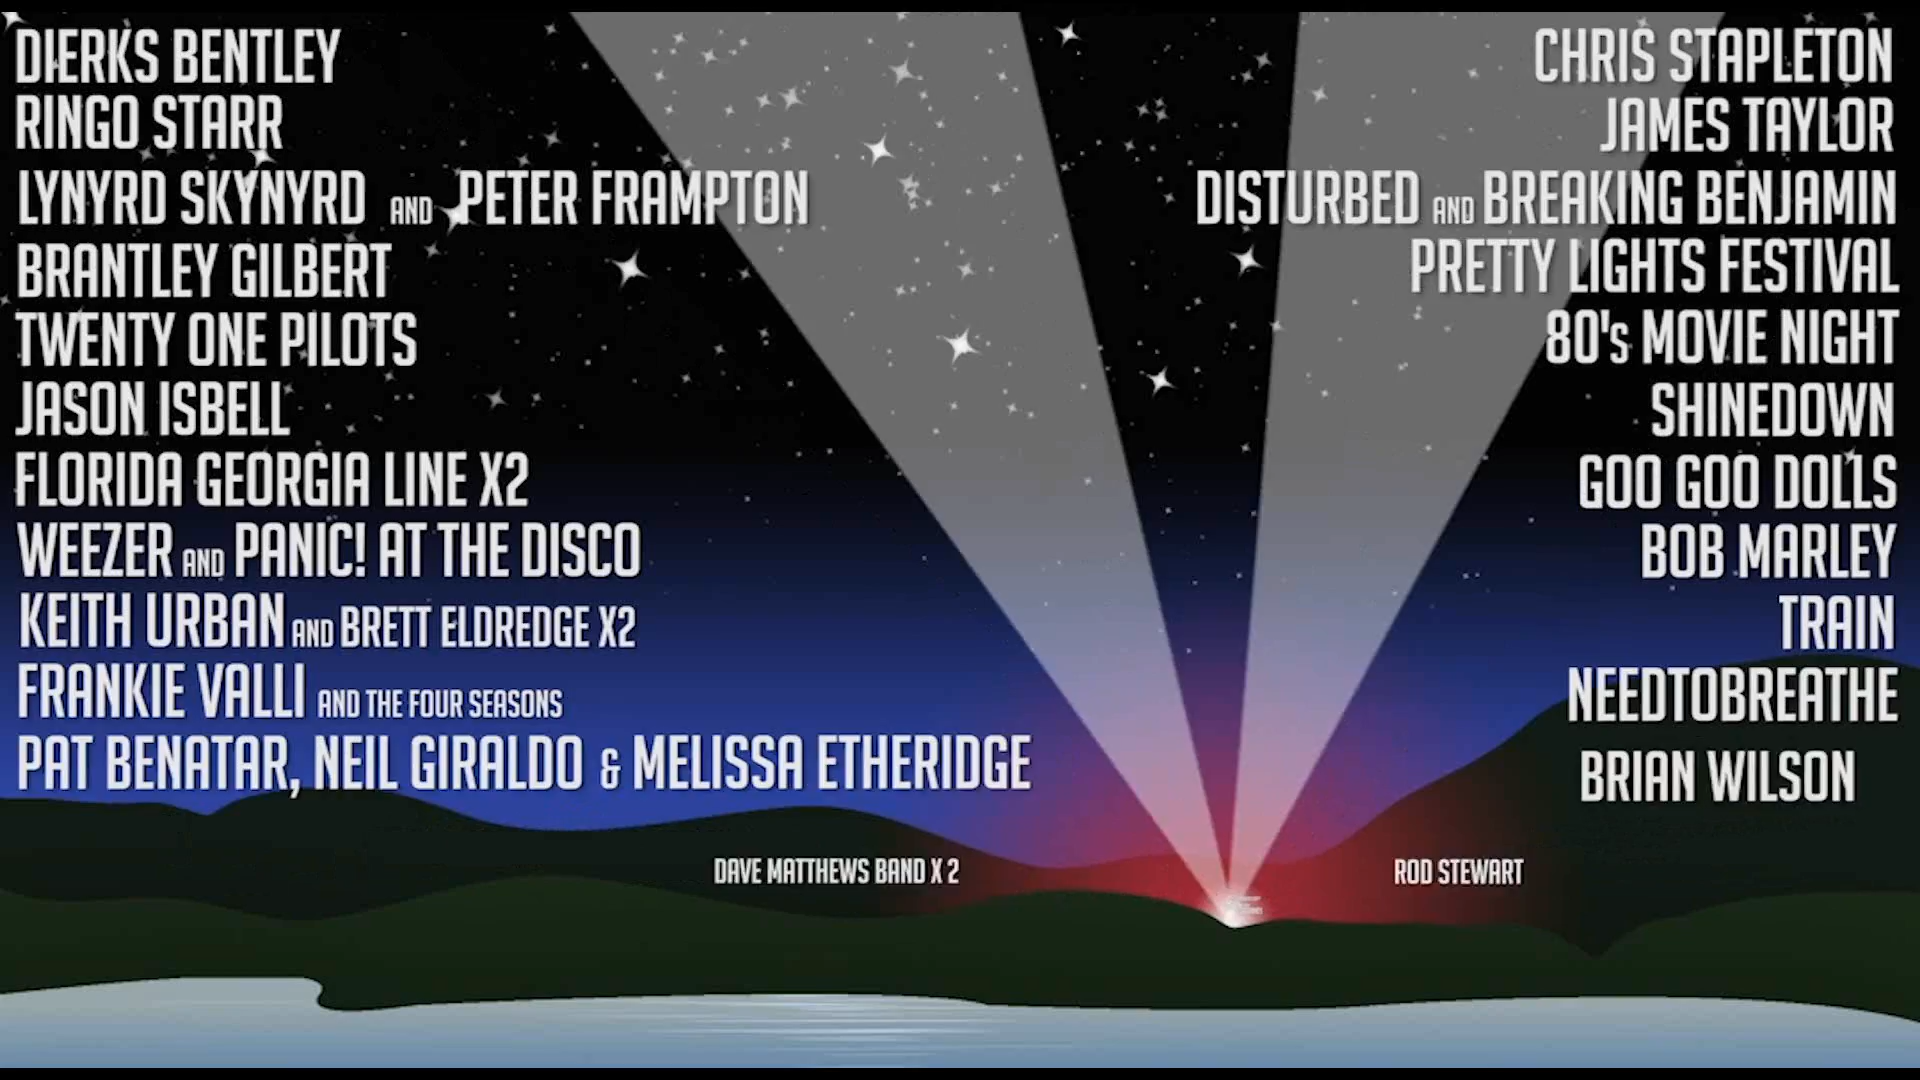 DIERKS BENTLEY
RINGO STARR
LYNYRD SKYNYRD AND PETER FRAMPTON
BRANTLEY GILBERT
TWENTY ONE PILOTS
JASON ISBELL
FLORIDA GEORGIA LINE X2
WEEZER AND PANIC! AT THE DISCO
KEITH URBAN AND BRETT ELDREDGE X2
FRANKIE VALLI AND THE FOUR SEASONS
PAT BENATAR, NEIL GIRALDO & MELISSA ETHERIDGE
CHRIS STAPLETON
JAMES TAYLOR
DISTURBED AND BREAKING BENJAMIN
PRETTY LIGHTS FESTIVAL
80's MOVIE NIGHT
SHINEDOWN
GOO GOO DOLLS
BOB MARLEY
TRAIN
NEEDTOBREATHE
BRIAN WILSON
DAVE MATTHEWS BAND X 2
ROD STEWART